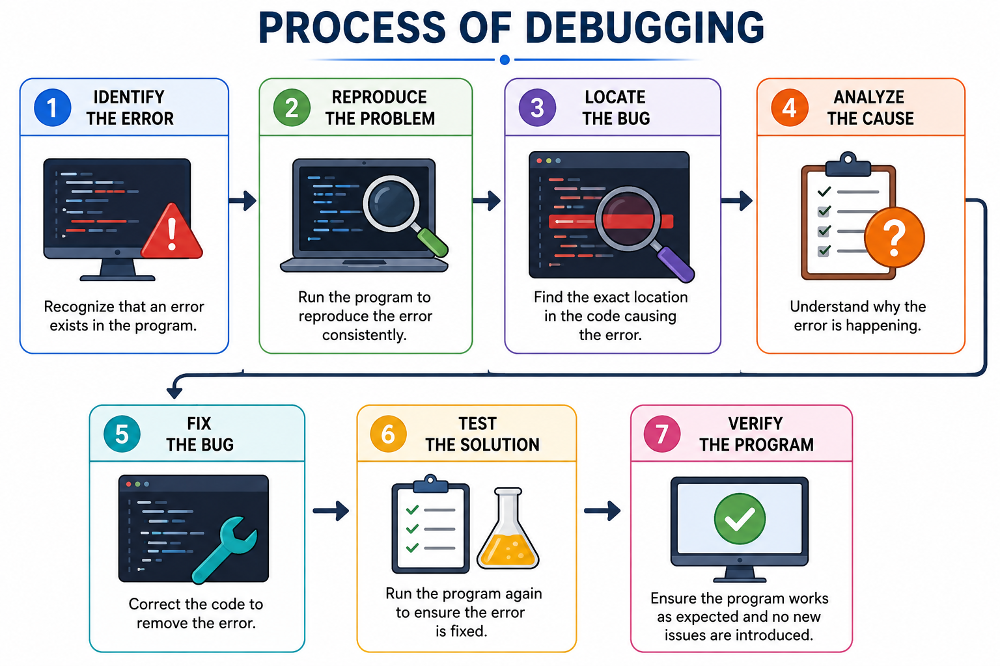 PROCESS OF DEBUGGING
1
IDENTIFY
THE ERROR
Recognize that an error
exists in the program.
2
REPRODUCE
THE PROBLEM
Run the program to
reproduce the error
consistently.
3
LOCATE
THE BUG
Find the exact location
in the code causing
the error.
4
ANALYZE
THE CAUSE
?
Understand why the
error is happening.
5
FIX
THE BUG
Correct the code to
remove the error.
6
TEST
THE SOLUTION
Run the program again
to ensure the error
is fixed.
7
VERIFY
THE PROGRAM
Ensure the program works
as expected and no new
issues are introduced.